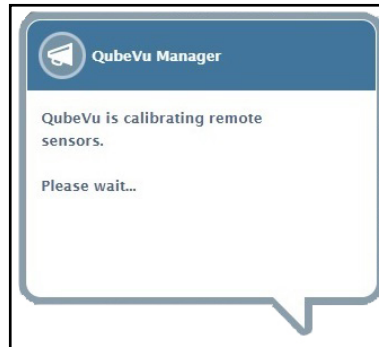 QubeVu Manager
QubeVu is calibrating remote
sensors.
Please wait...